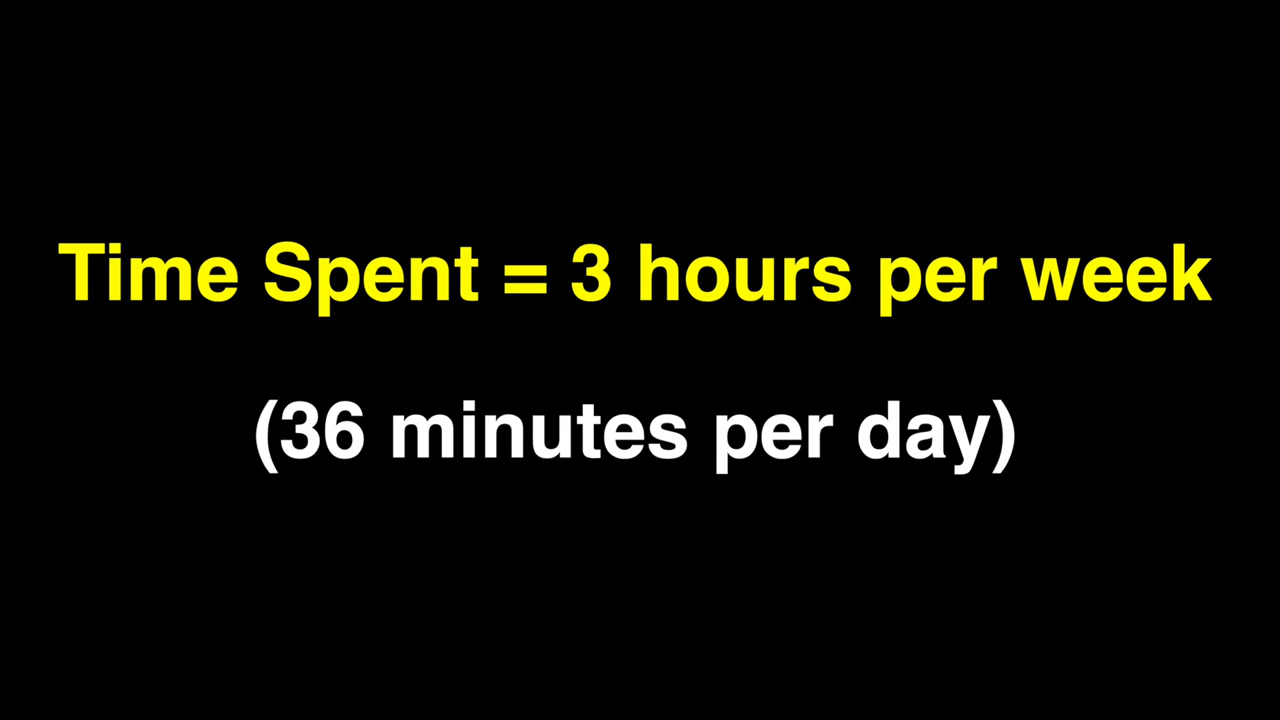 Time Spent = 3 hours per week
(36 minutes per day)